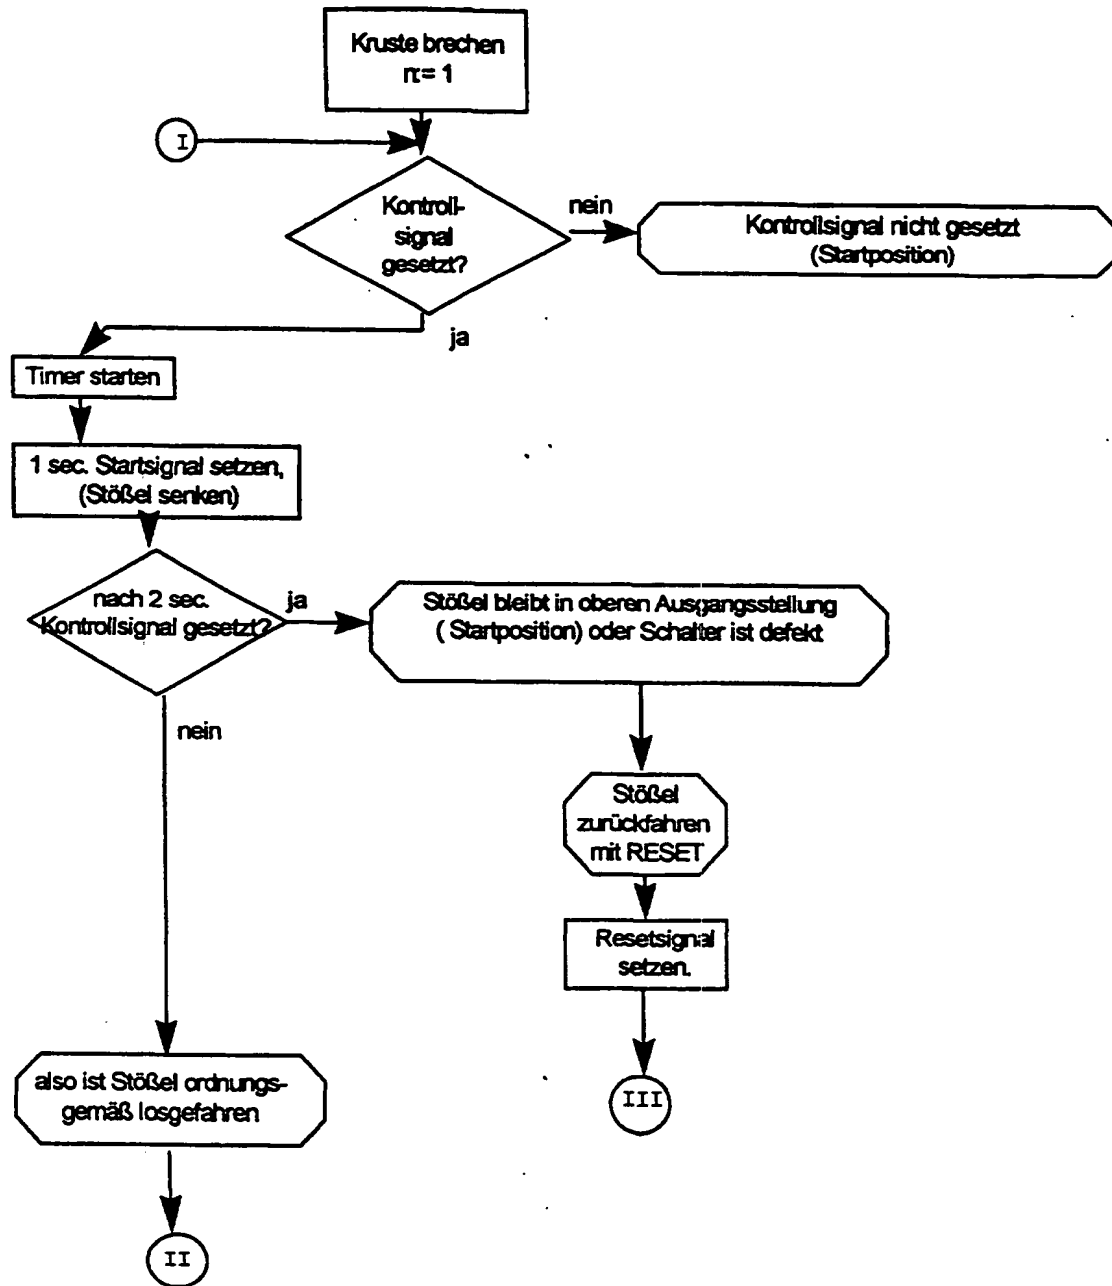 Kruste brechen
n:= 1
I
Kontroll-
signal
gesetzt?
nein
Kontrollsignal nicht gesetzt
(Startposition)
ja
Timer starten
1 sec. Startsignal setzen,
(Stößel senken)
nach 2 sec.
Kontrollsignal gesetzt?
ja
Stößel bleibt in oberen Ausgangsstellung
( Startposition) oder Schalter ist defekt
nein
Stößel
zurückfahren
mit RESET
Resetsignal
setzen.
III
also ist Stößel ordnungs-
gemäß losgefahren
II